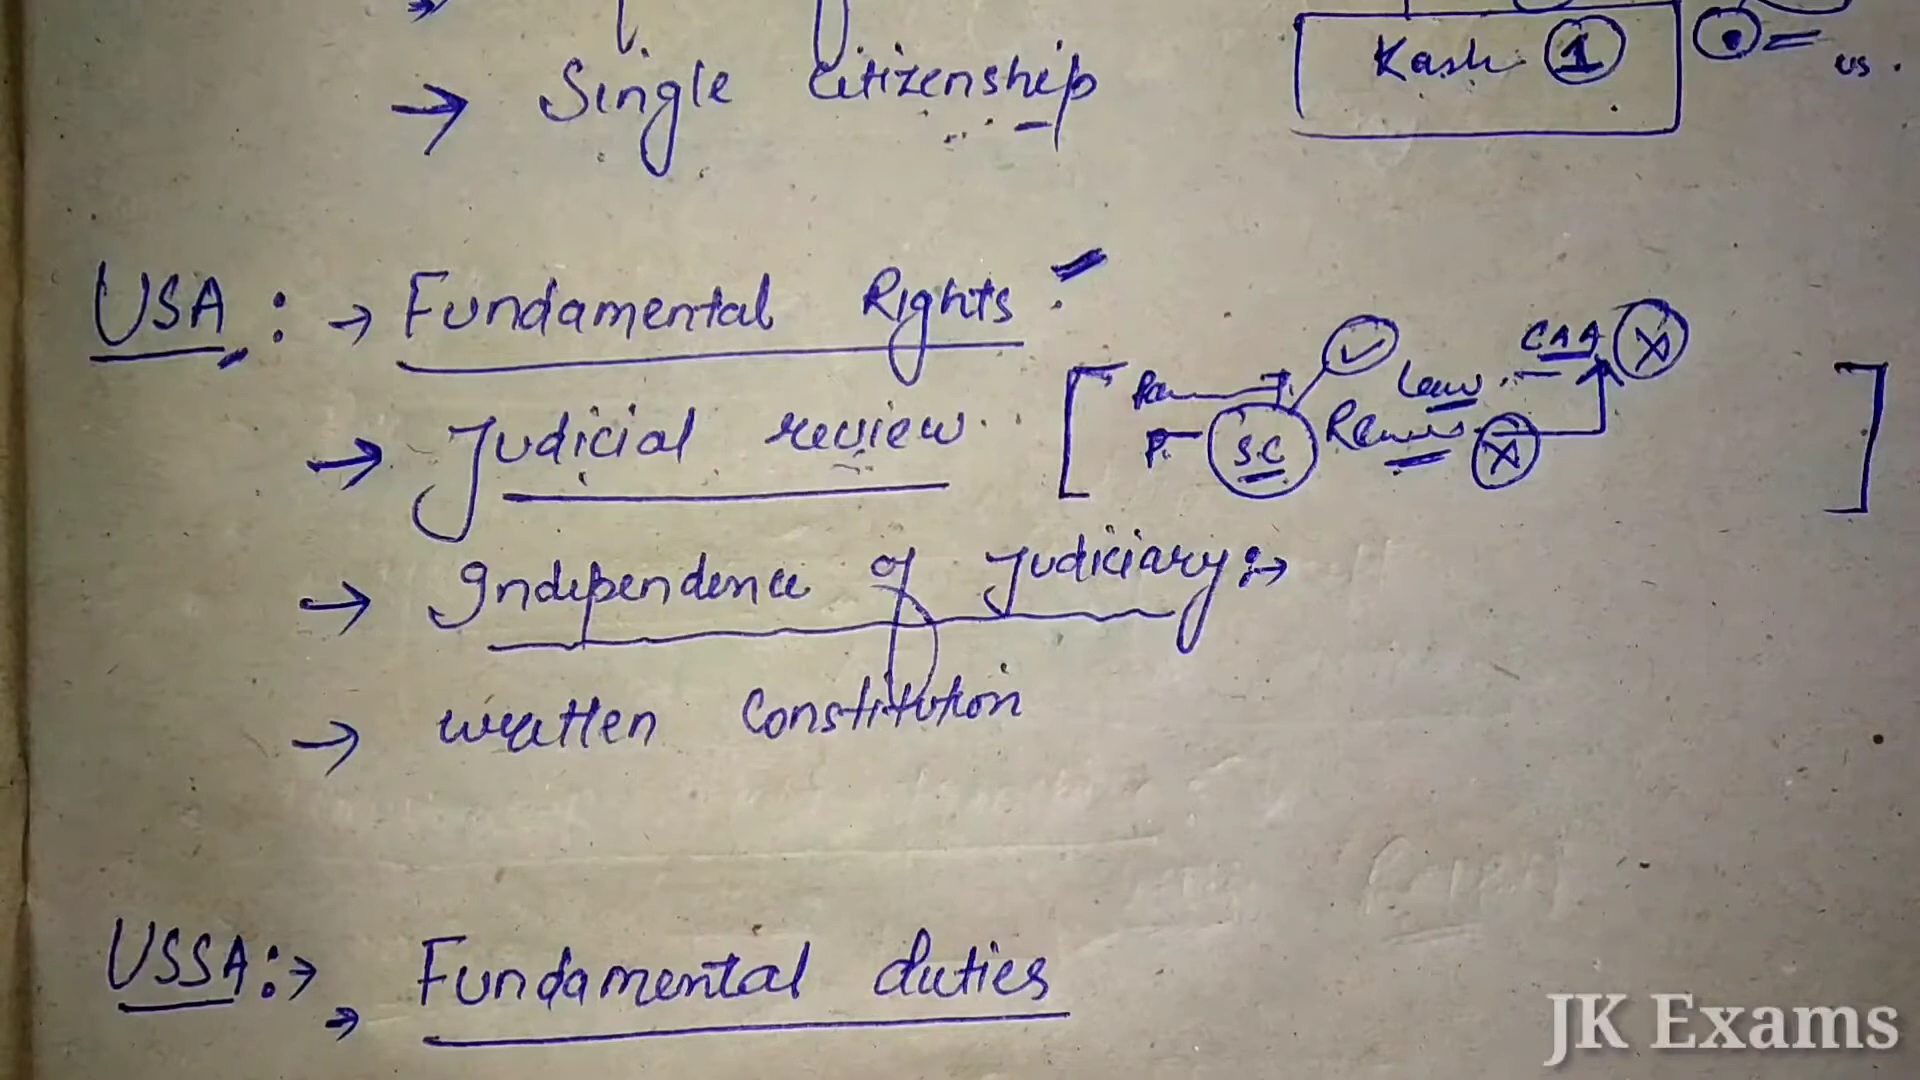 → Single citizenship
Kash 1
us.
USA : → Fundamental Rights
→ Judicial review
Law. CAA
P. S.C
→ Independence of Judiciary :→
→ written Constitution
USSA :→ Fundamental duties
JK Exams